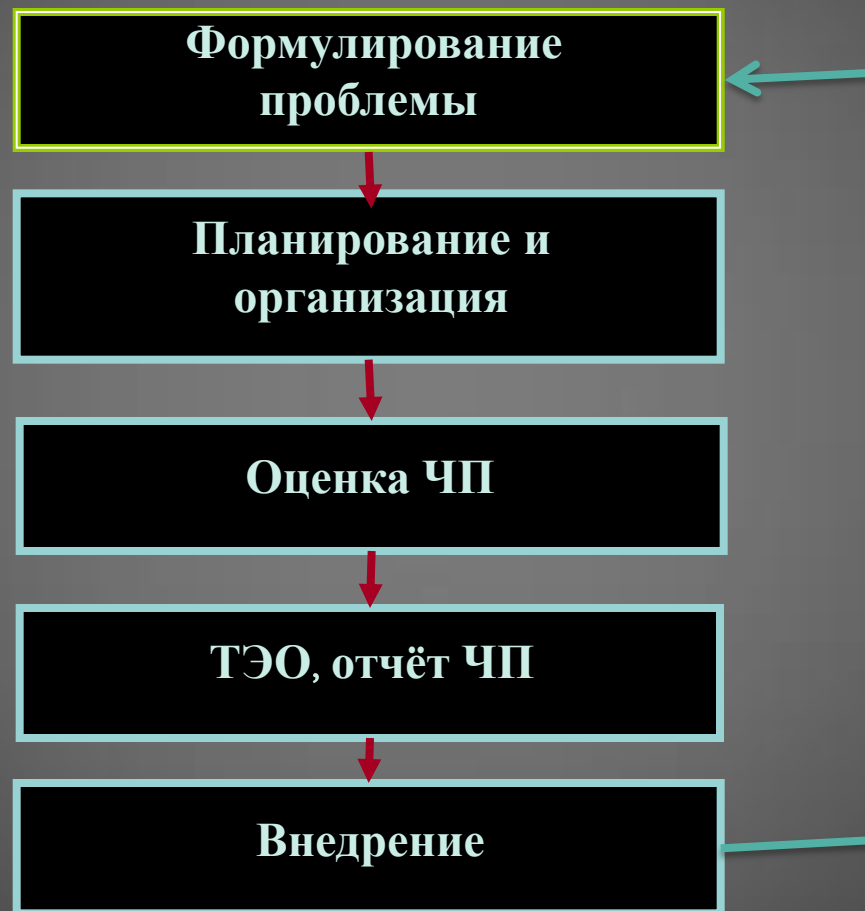 Формулирование
проблемы
Планирование и
организация
Оценка ЧП
ТЭО, отчёт ЧП
Внедрение